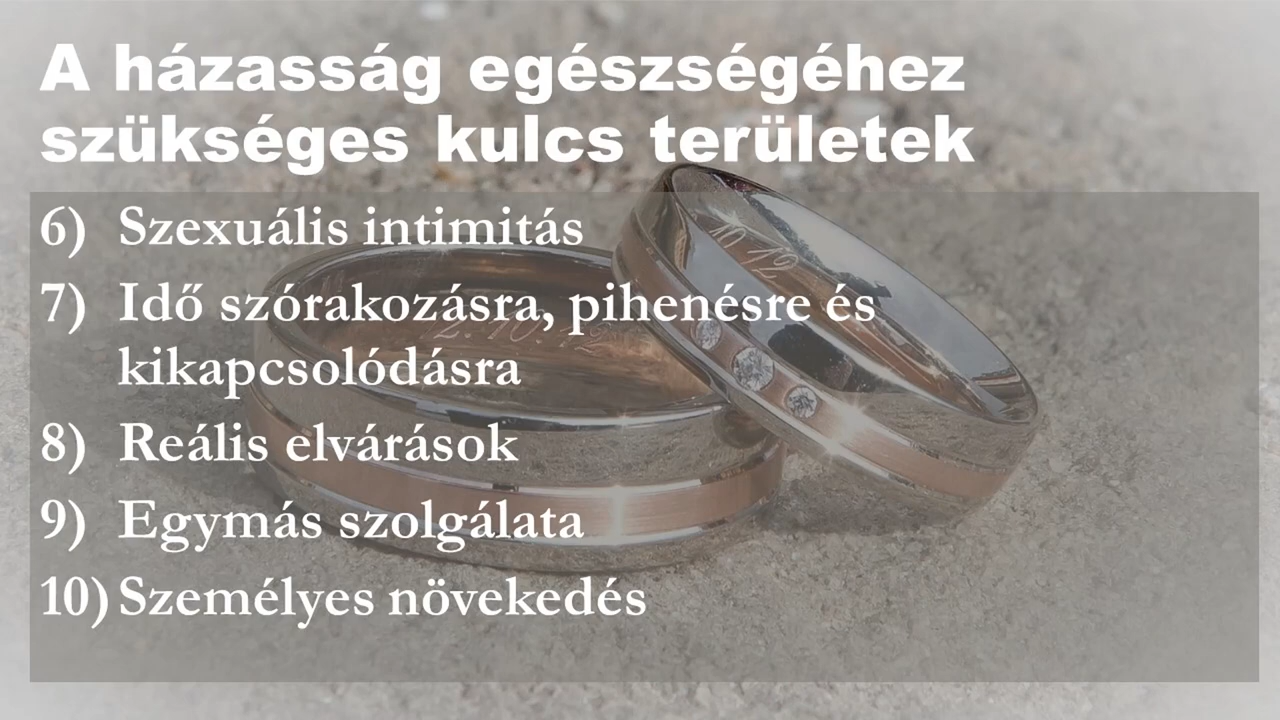 A házasság egészségéhez
szükséges kulcs területek
6) Szexuális intimitás
7) Idő szórakozásra, pihenésre és
kikapcsolódásra
8) Reális elvárások
9) Egymás szolgálata
10) Személyes növekedés